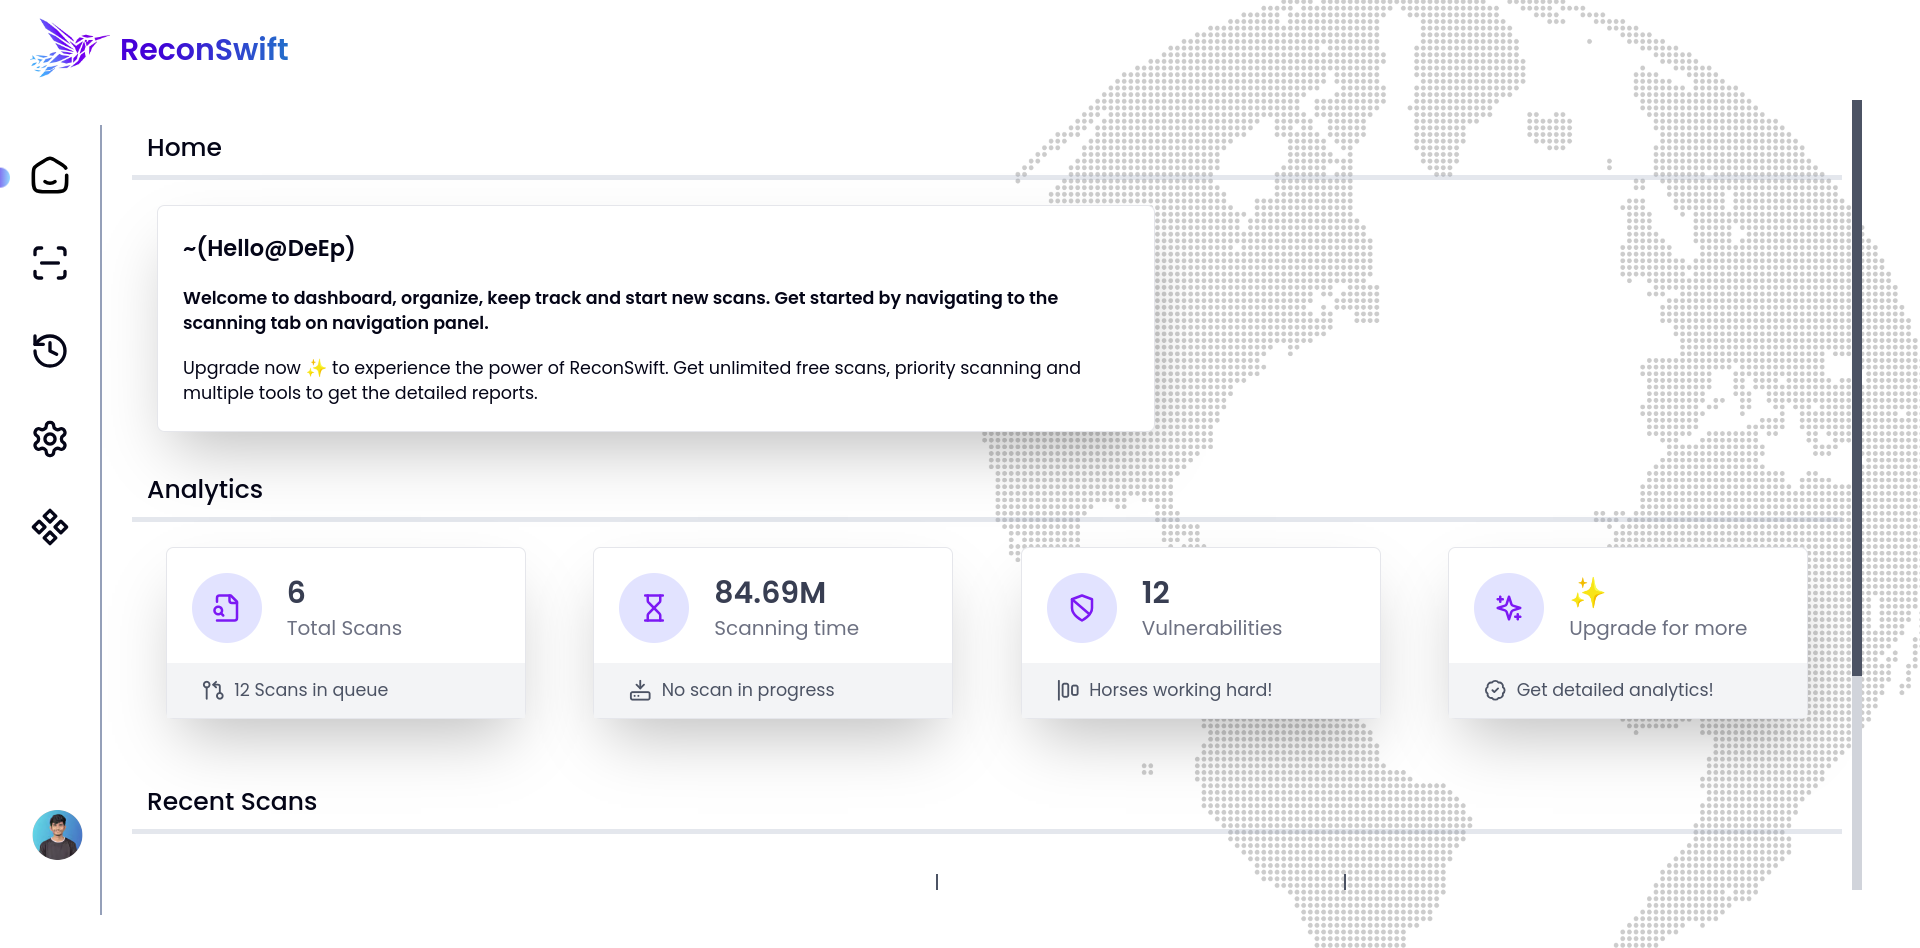 ReconSwift
Home
~(Hello@DeEp)
Welcome to dashboard, organize, keep track and start new scans. Get started by navigating to the
scanning tab on navigation panel.
Upgrade now ✨ to experience the power of ReconSwift. Get unlimited free scans, priority scanning and
multiple tools to get the detailed reports.
Analytics
6
Total Scans
12 Scans in queue
84.69M
Scanning time
No scan in progress
12
Vulnerabilities
Horses working hard!
✨
Upgrade for more
Get detailed analytics!
Recent Scans